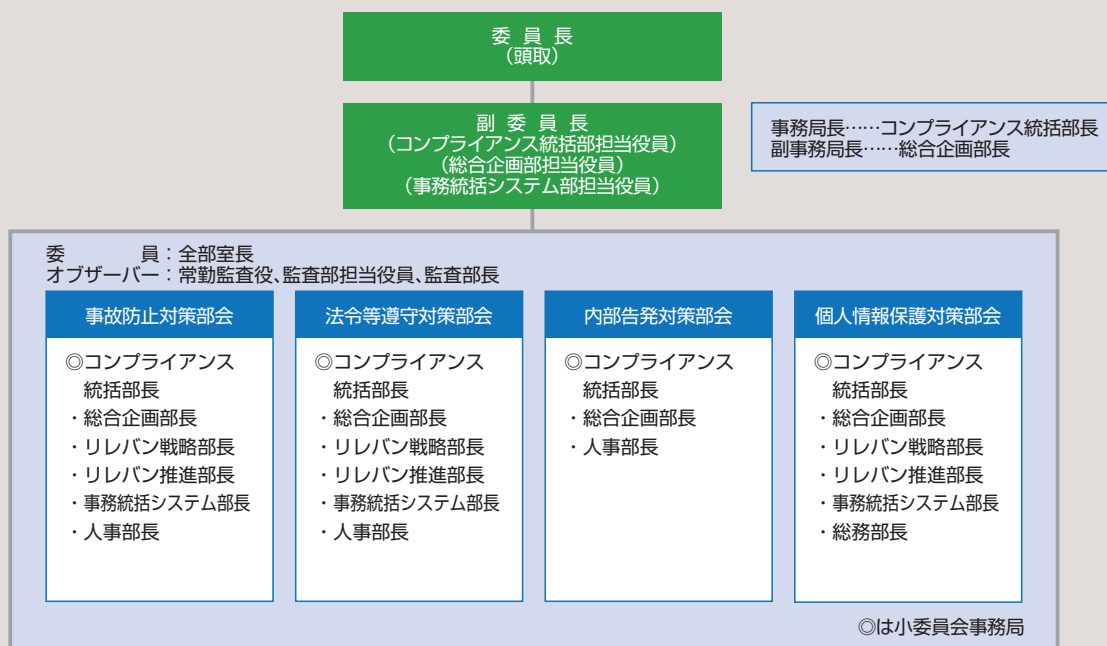 委 員 長
（頭取）
副 委 員 長
（コンプライアンス統括部担当役員）
（総合企画部担当役員）
（事務統括システム部担当役員）
事務局長……コンプライアンス統括部長
副事務局長……総合企画部長
委　　　員：全部室長
オブザーバー：常勤監査役、監査部担当役員、監査部長
事故防止対策部会
◎コンプライアンス
統括部長
・総合企画部長
・リレバン戦略部長
・リレバン推進部長
・事務統括システム部長
・人事部長
法令等遵守対策部会
◎コンプライアンス
統括部長
・総合企画部長
・リレバン戦略部長
・リレバン推進部長
・事務統括システム部長
・人事部長
内部告発対策部会
◎コンプライアンス
統括部長
・総合企画部長
・人事部長
個人情報保護対策部会
◎コンプライアンス
統括部長
・総合企画部長
・リレバン戦略部長
・リレバン推進部長
・事務統括システム部長
・総務部長
◎は小委員会事務局